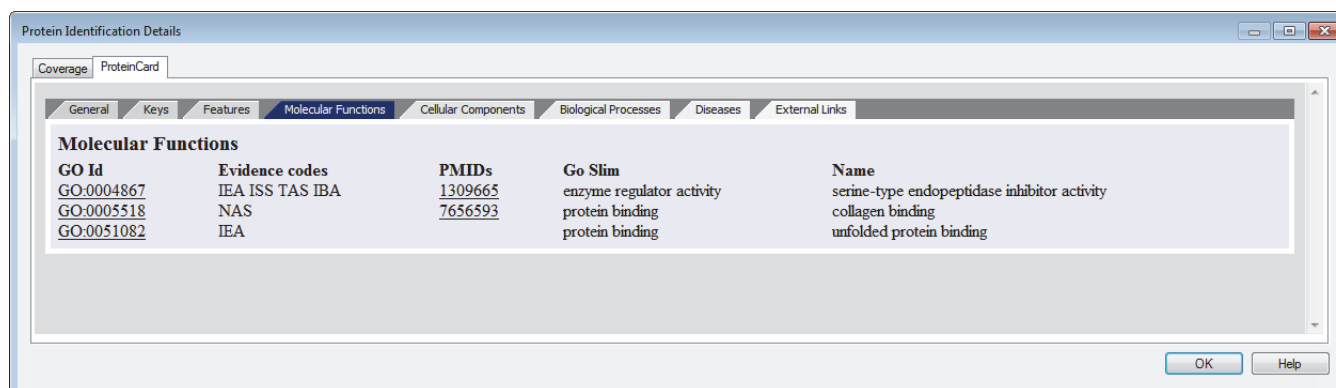 Protein Identification Details
Coverage ProteinCard
General Keys Features Molecular Functions Cellular Components Biological Processes Diseases External Links
Molecular Functions
GO Id Evidence codes PMIDs Go Slim Name
GO:0004867 IEA ISS TAS IBA 1309665 enzyme regulator activity serine-type endopeptidase inhibitor activity
GO:0005518 NAS 7656593 protein binding collagen binding
GO:0051082 IEA protein binding unfolded protein binding
OK Help